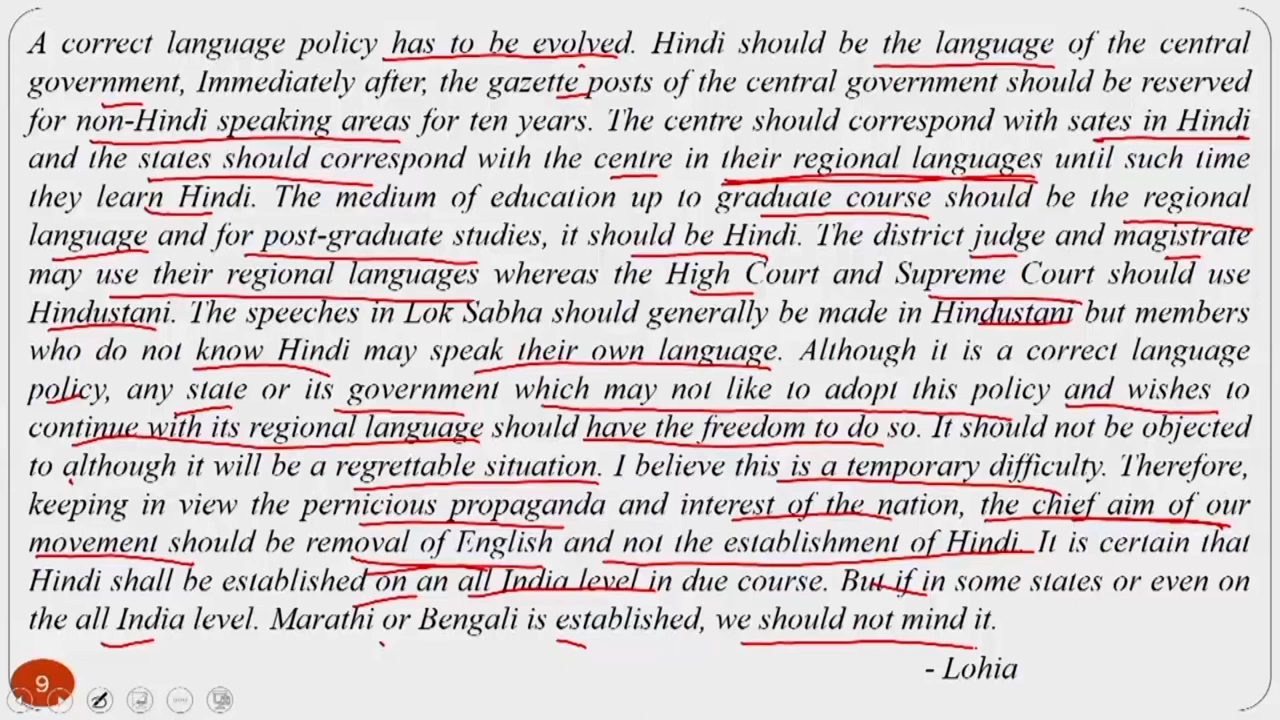 A correct language policy has to be evolved. Hindi should be the language of the central
government, Immediately after, the gazette posts of the central government should be reserved
for non-Hindi speaking areas for ten years. The centre should correspond with sates in Hindi
and the states should correspond with the centre in their regional languages until such time
they learn Hindi. The medium of education up to graduate course should be the regional
language and for post-graduate studies, it should be Hindi. The district judge and magistrate
may use their regional languages whereas the High Court and Supreme Court should use
Hindustani. The speeches in Lok Sabha should generally be made in Hindustani but members
who do not know Hindi may speak their own language. Although it is a correct language
policy, any state or its government which may not like to adopt this policy and wishes to
continue with its regional language should have the freedom to do so. It should not be objected
to although it will be a regrettable situation. I believe this is a temporary difficulty. Therefore,
keeping in view the pernicious propaganda and interest of the nation, the chief aim of our
movement should be removal of English and not the establishment of Hindi. It is certain that
Hindi shall be established on an all India level in due course. But if in some states or even on
the all India level. Marathi or Bengali is established, we should not mind it.
- Lohia
9